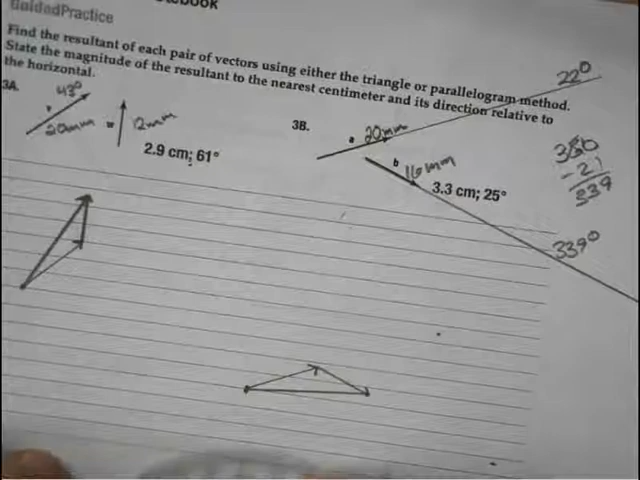 GuidedPractice
Find the resultant of each pair of vectors using either the triangle or parallelogram method.
State the magnitude of the resultant to the nearest centimeter and its direction relative to
the horizontal.
3A.
43°
v
20mm
w
12mm
2.9 cm; 61°
3B.
a
20mm
22°
b
16mm
3.3 cm; 25°
360
- 21
339
339°